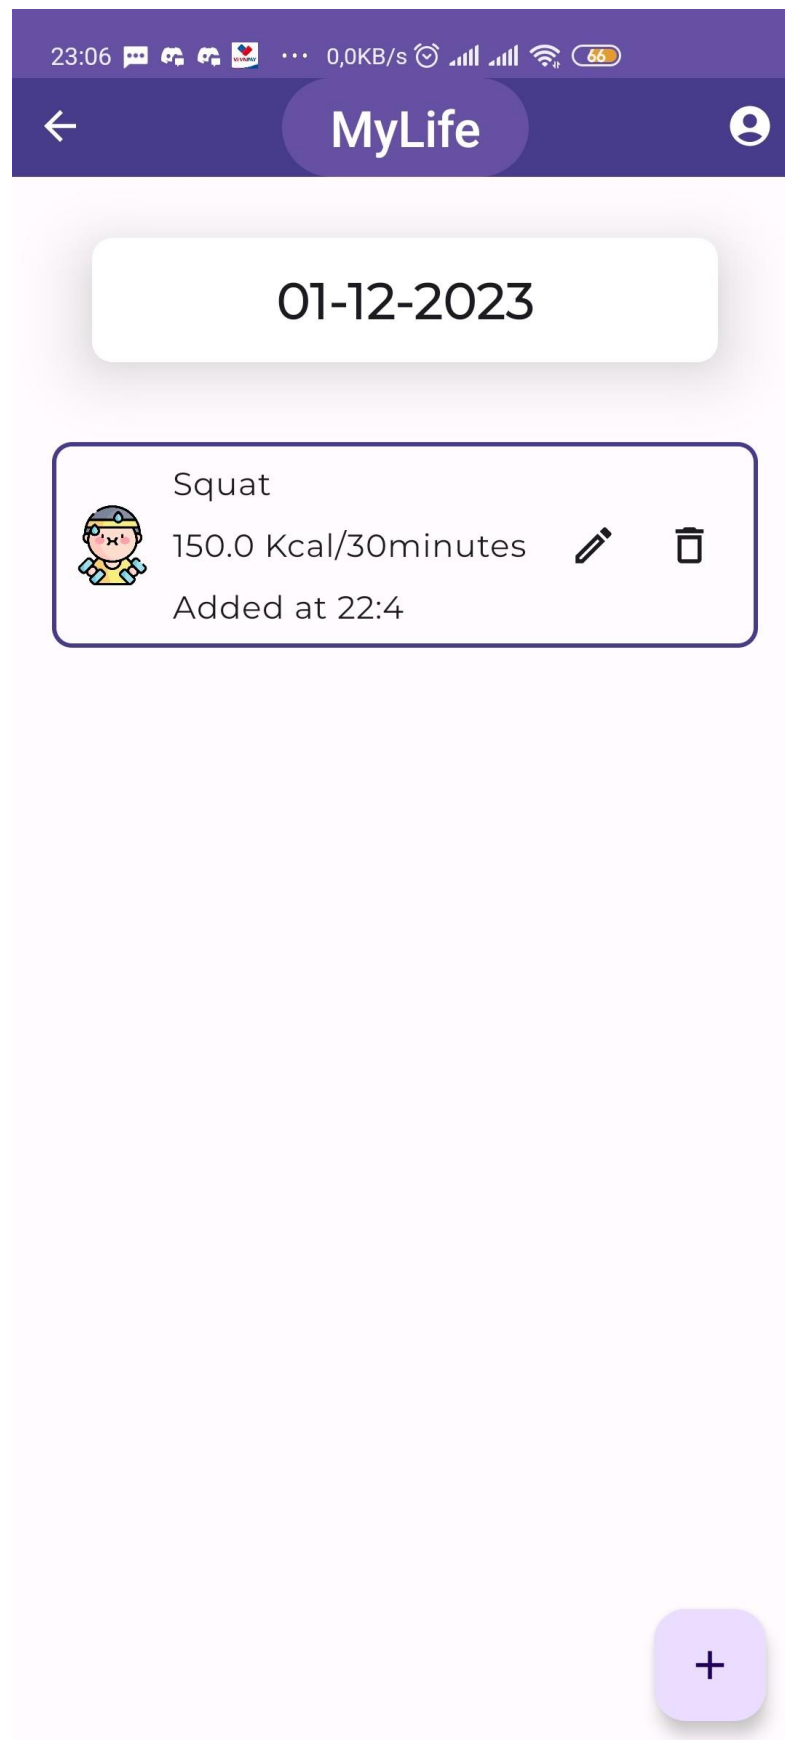 23:06 ... 0,0KB/s 66
MyLife
01-12-2023
Squat
150.0 Kcal/30minutes
Added at 22:4
+